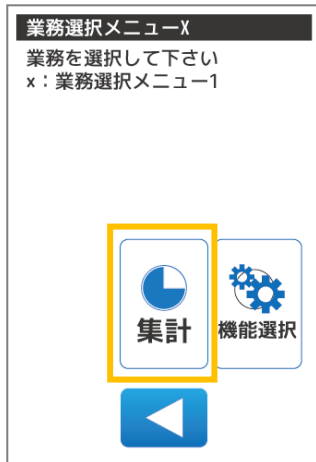 業務選択メニューX
業務を選択して下さい
x：業務選択メニュー1
集計
機能選択